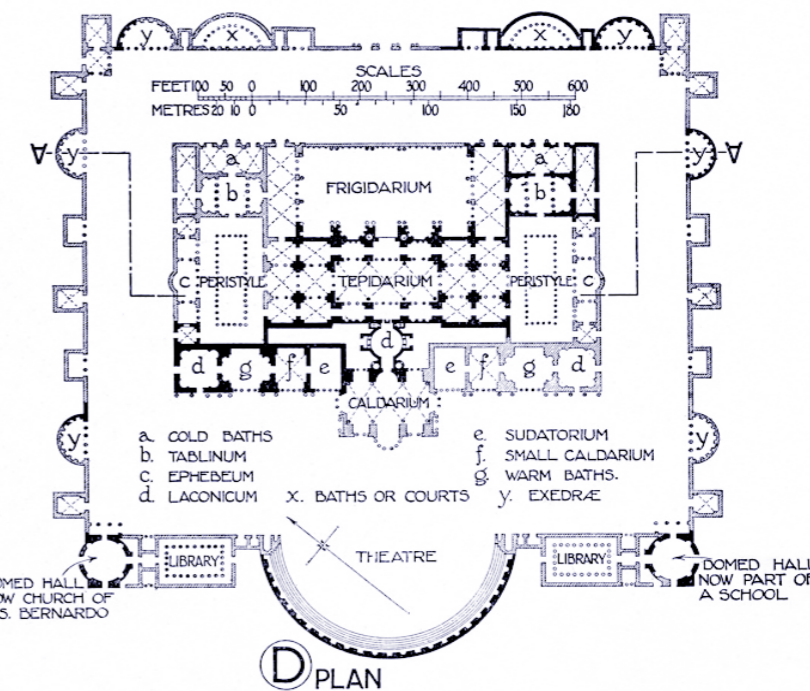 y x x y
SCALES
FEET 100 50 0 100 200 300 400 500 600
METRES 20 10 0 50 100 150 180
A y y A
a a
b FRIGIDARIUM b
c PERISTYLE TEPIDARIUM PERISTYLE c
d
d g f e e f g d
CALDARIUM
y y
a. COLD BATHS
b. TABLINUM
c. EPHEBEUM
d. LACONICUM
x. BATHS OR COURTS
e. SUDATORIUM
f. SMALL CALDARIUM
g. WARM BATHS.
y. EXEDRÆ
LIBRARY THEATRE LIBRARY
OMED HALL
OW CHURCH OF
S. BERNARDO
DOMED HALL
NOW PART OF
A SCHOOL
D PLAN